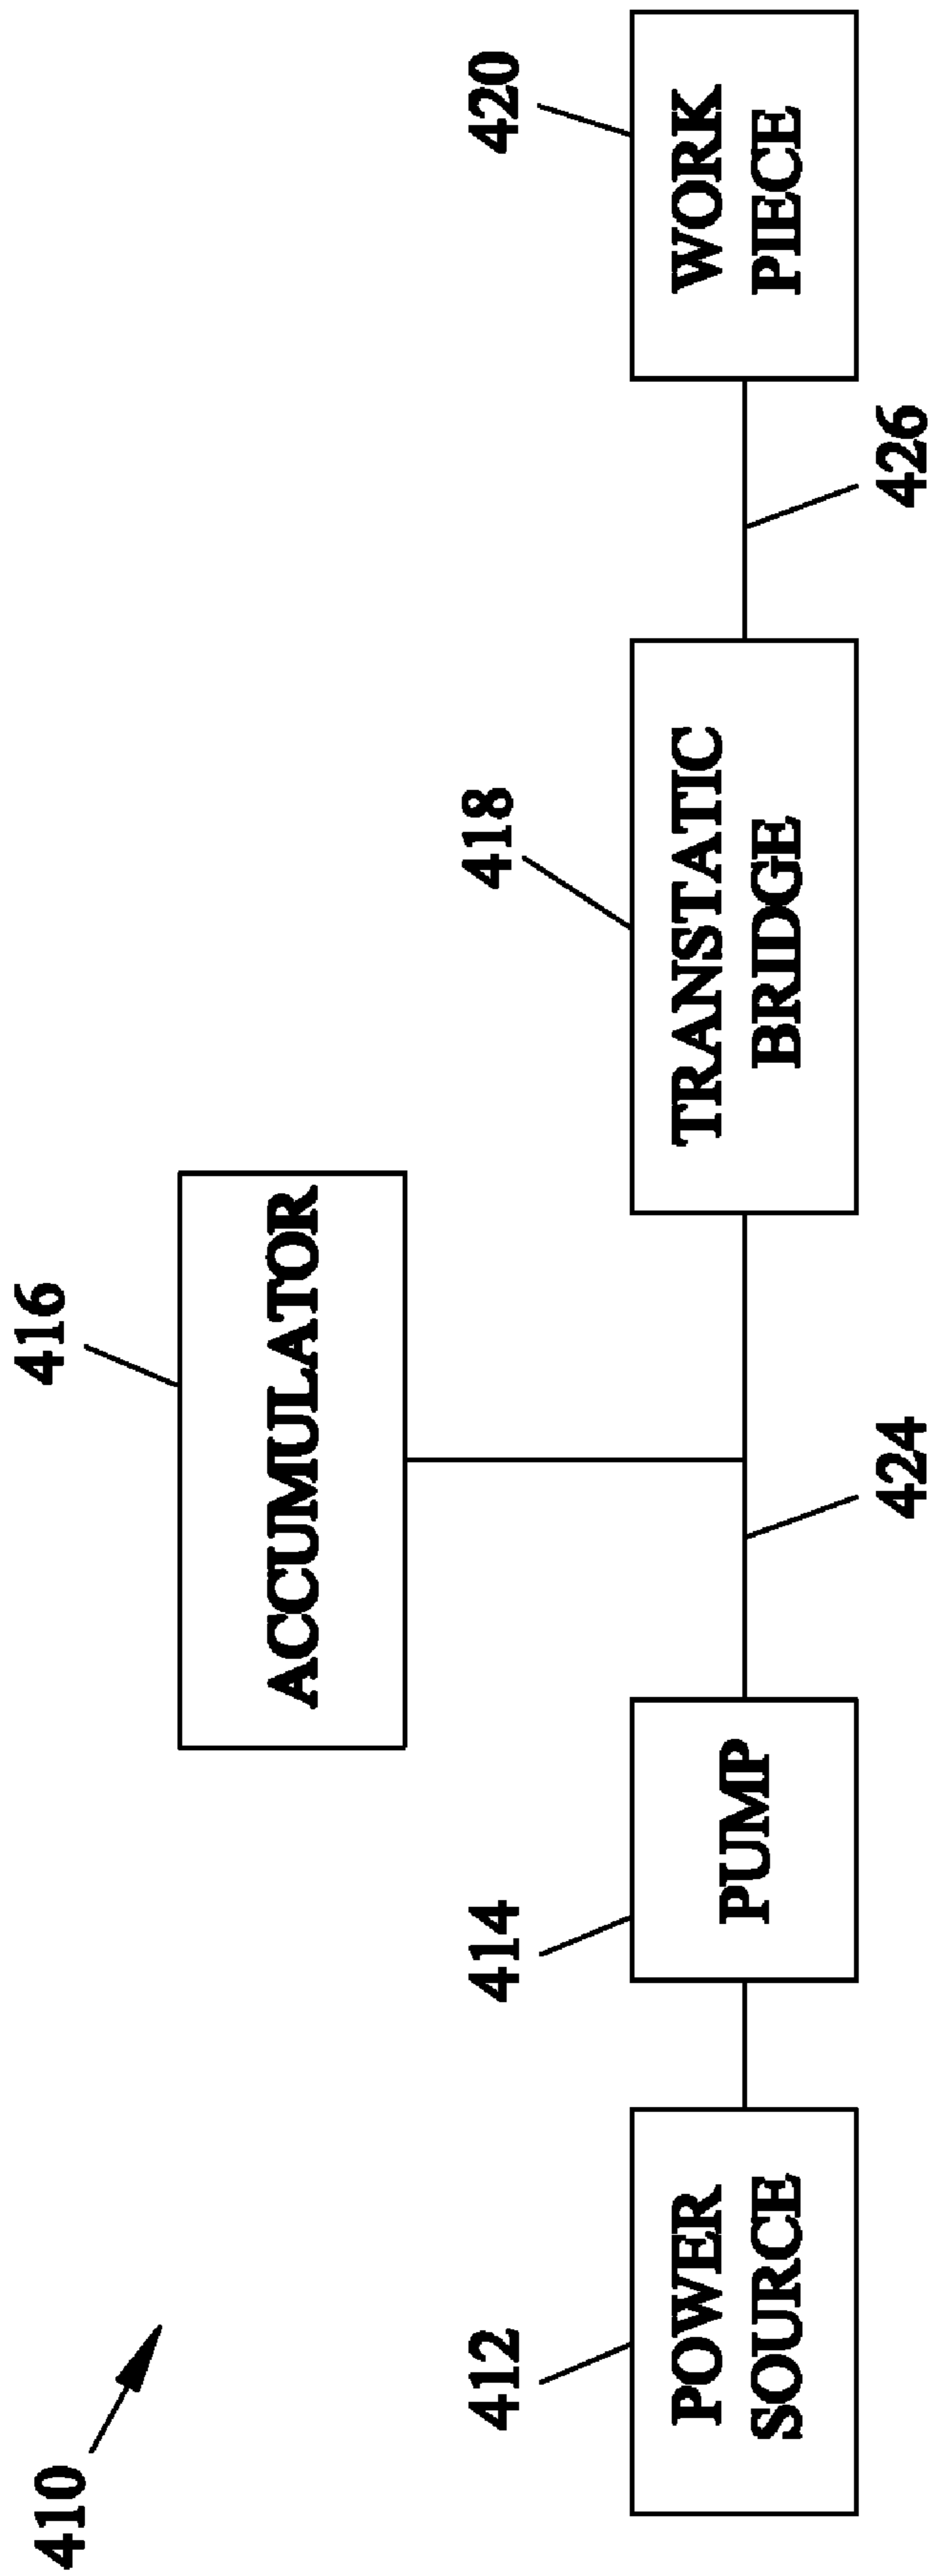 410
416
ACCUMULATOR
412
POWER
SOURCE
414
PUMP
424
418
TRANSTATIC
BRIDGE
426
420
WORK
PIECE